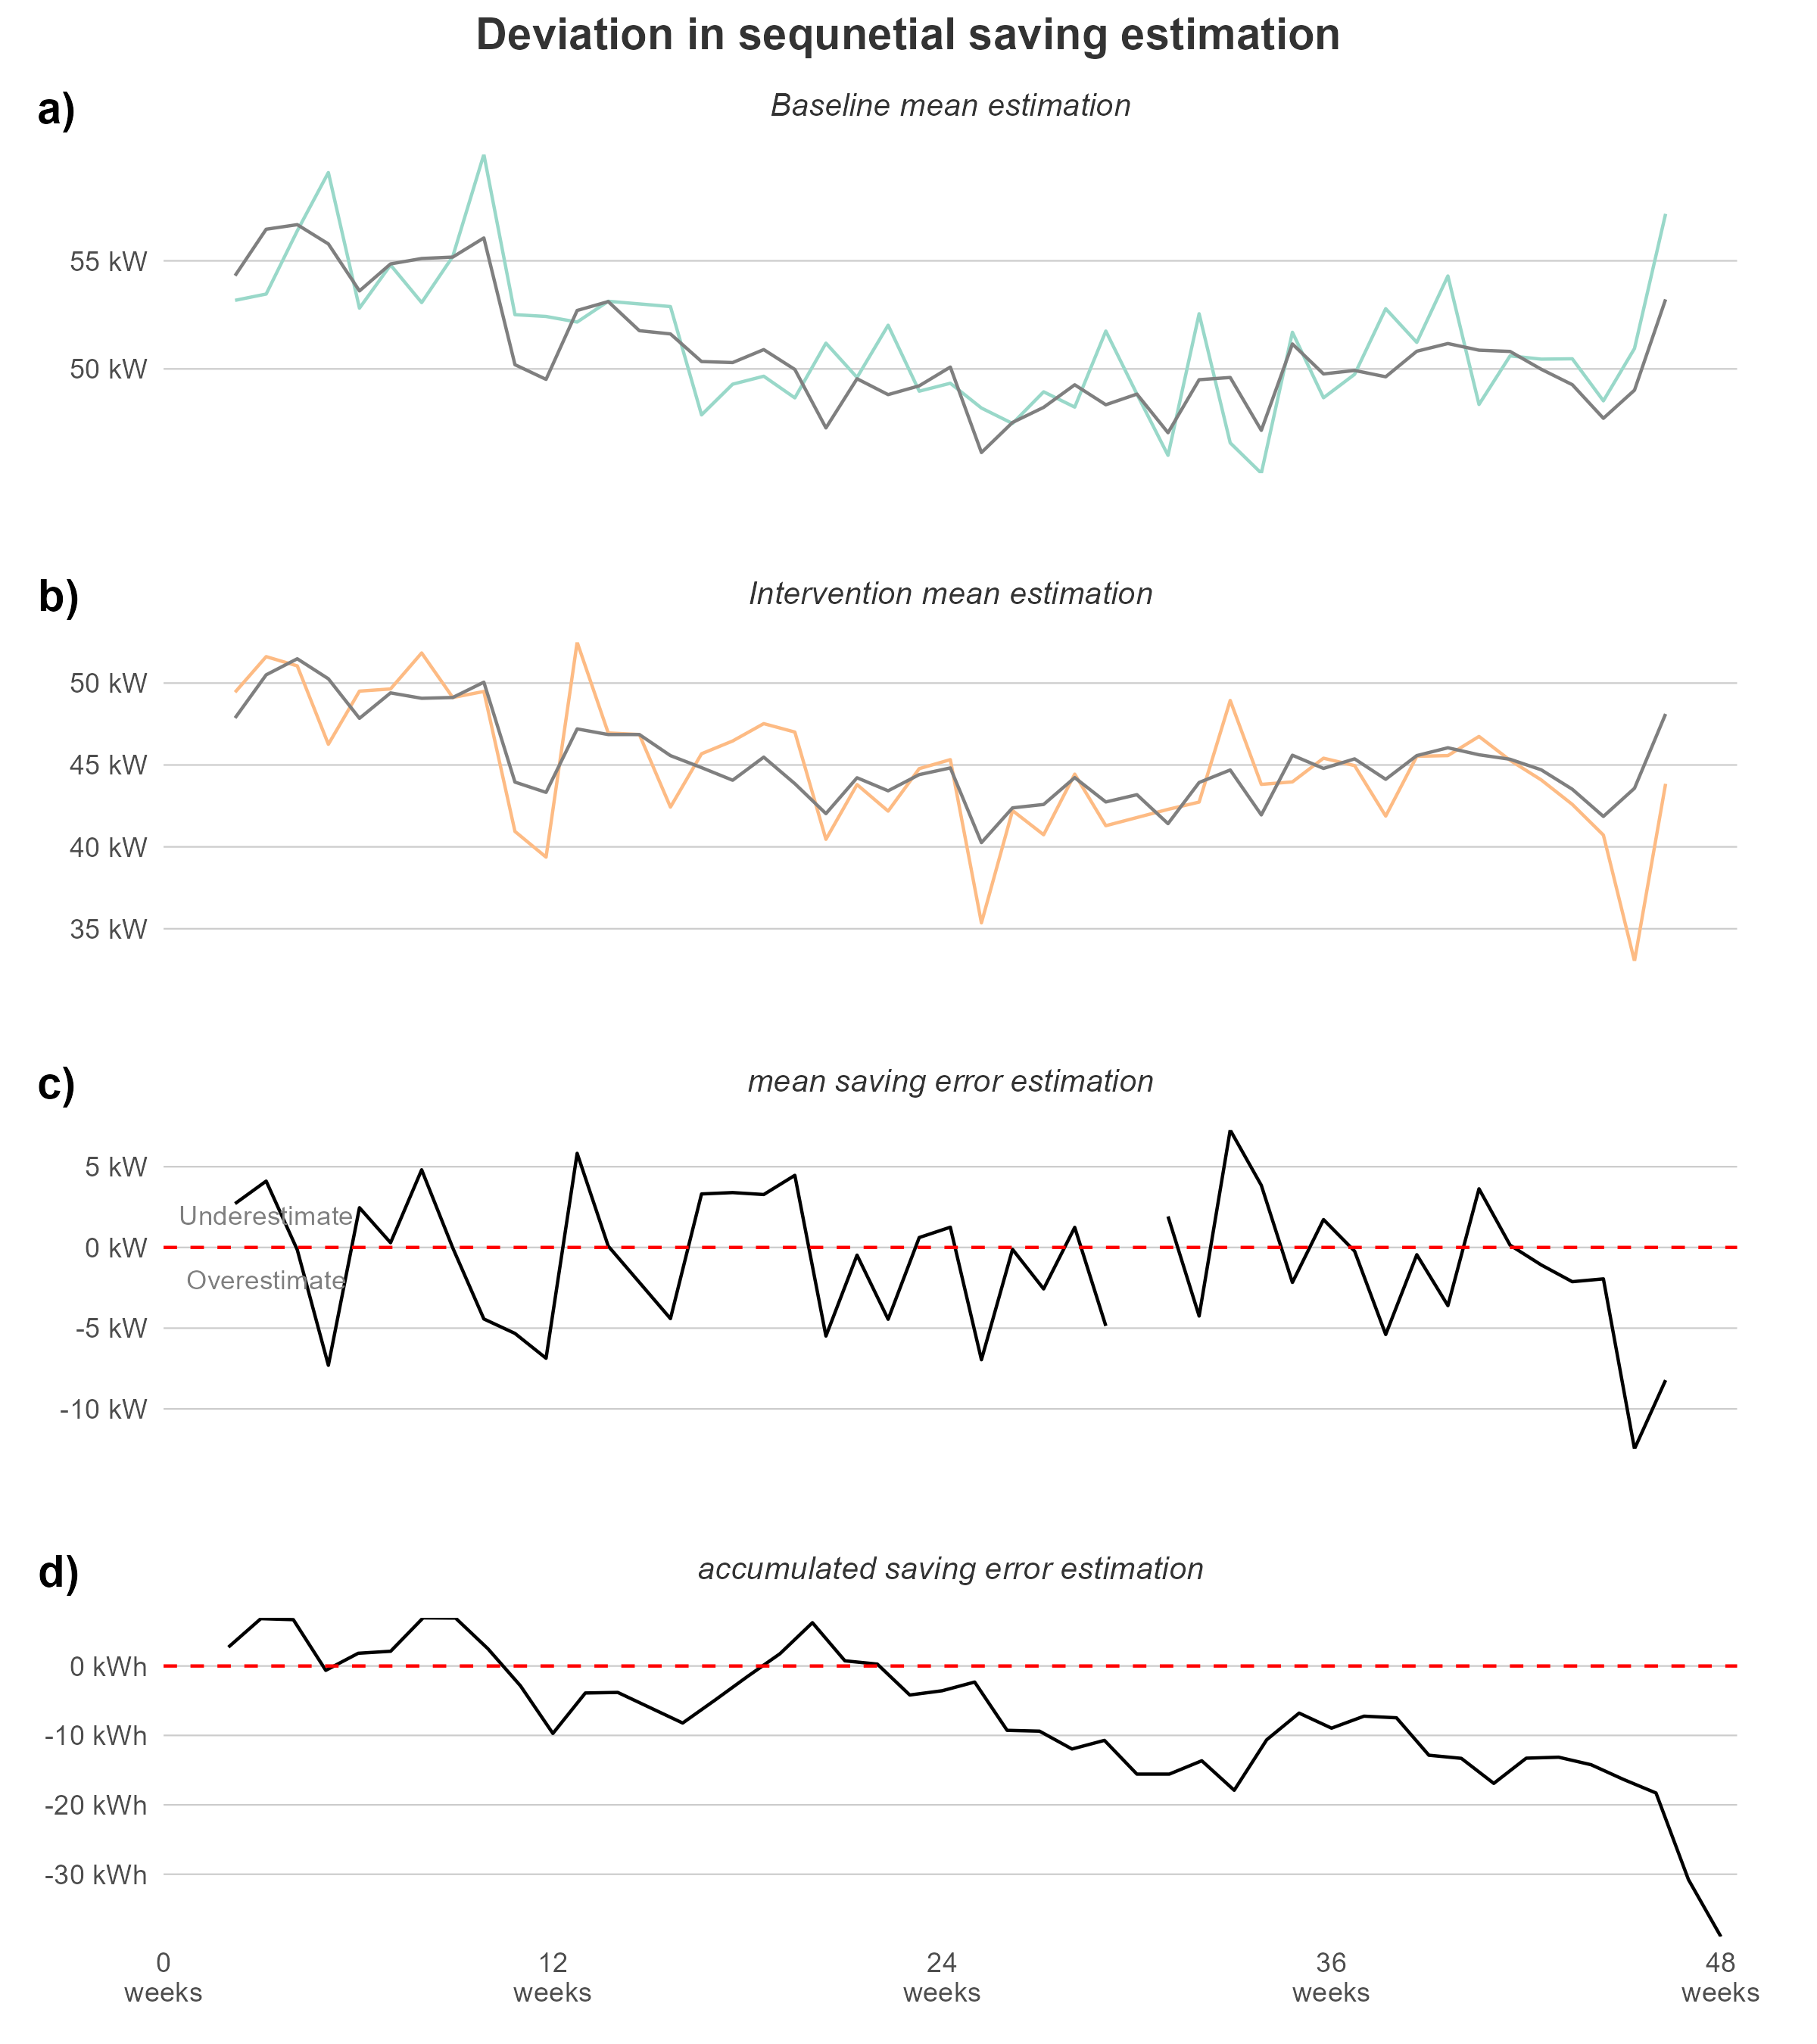 Deviation in sequnetial saving estimation
a)
Baseline mean estimation
55 kW
50 kW
b)
Intervention mean estimation
50 kW
45 kW
40 kW
35 kW
c)
mean saving error estimation
5 kW
Underestimate
0 kW
Overestimate
-5 kW
-10 kW
d)
accumulated saving error estimation
0 kWh
-10 kWh
-20 kWh
-30 kWh
0 12 24 36 48
weeks weeks weeks weeks weeks